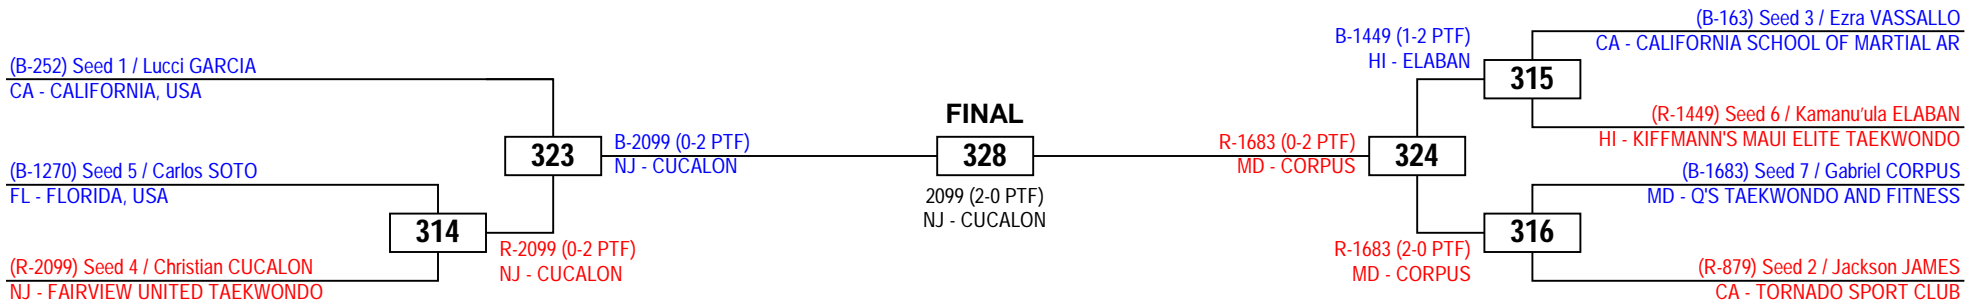 (B-252) Seed 1 / Lucci GARCIA
CA - CALIFORNIA, USA
(B-1270) Seed 5 / Carlos SOTO
FL - FLORIDA, USA
(R-2099) Seed 4 / Christian CUCALON
NJ - FAIRVIEW UNITED TAEKWONDO
314
R-2099 (0-2 PTF)
NJ - CUCALON
323
B-2099 (0-2 PTF)
NJ - CUCALON
FINAL
328
2099 (2-0 PTF)
NJ - CUCALON
R-1683 (0-2 PTF)
MD - CORPUS
324
B-1449 (1-2 PTF)
HI - ELABAN
R-1683 (2-0 PTF)
MD - CORPUS
315
316
(B-163) Seed 3 / Ezra VASSALLO
CA - CALIFORNIA SCHOOL OF MARTIAL AR
(R-1449) Seed 6 / Kamanu'ula ELABAN
HI - KIFFMANN'S MAUI ELITE TAEKWONDO
(B-1683) Seed 7 / Gabriel CORPUS
MD - Q'S TAEKWONDO AND FITNESS
(R-879) Seed 2 / Jackson JAMES
CA - TORNADO SPORT CLUB